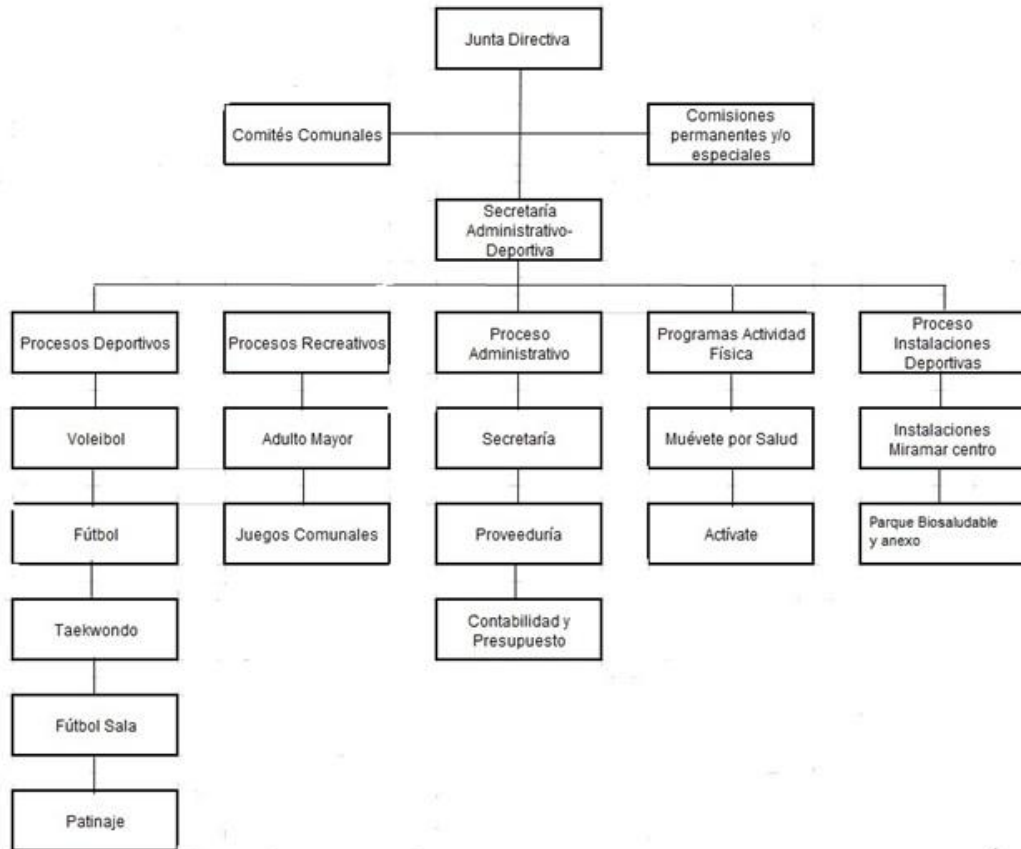 Junta Directiva
Comités Comunales
Comisiones
permanentes y/o
especiales
Secretaría
Administrativo-
Deportiva
Procesos Deportivos
Procesos Recreativos
Proceso
Administrativo
Programas Actividad
Física
Proceso
Instalaciones
Deportivas
Voleibol
Adulto Mayor
Secretaría
Muévete por Salud
Instalaciones
Miramar centro
Fútbol
Juegos Comunales
Proveeduría
Actívate
Parque Biosaludable
y anexo
Taekwondo
Contabilidad y
Presupuesto
Fútbol Sala
Patinaje